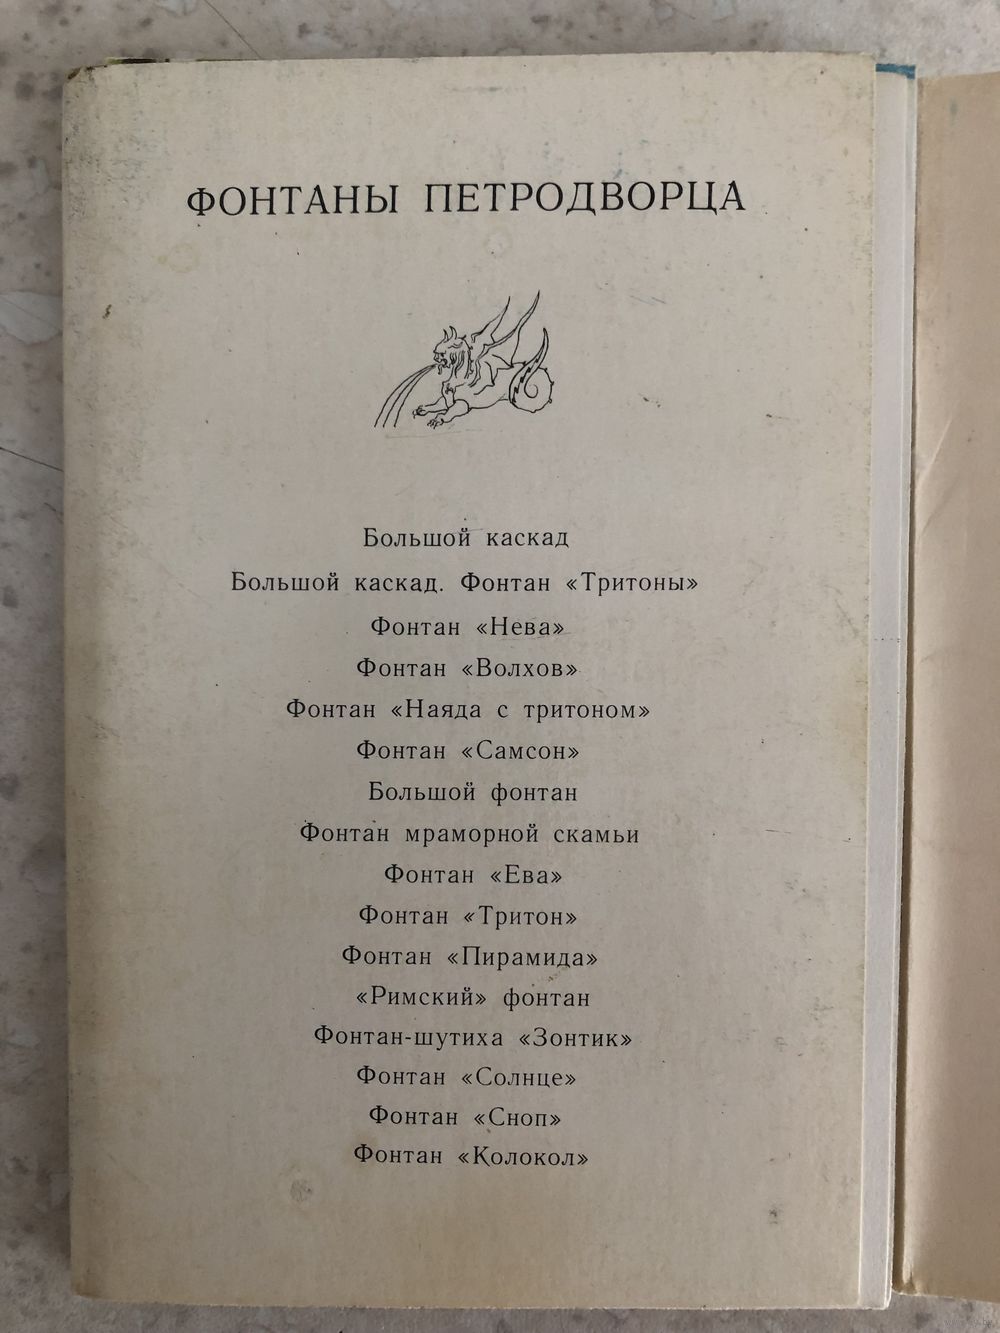 ФОНТАНЫ ПЕТРОДВОРЦА
Большой каскад
Большой каскад. Фонтан «Тритоны»
Фонтан «Нева»
Фонтан «Волхов»
Фонтан «Наяда с тритоном»
Фонтан «Самсон»
Большой фонтан
Фонтан мраморной скамьи
Фонтан «Ева»
Фонтан «Тритон»
Фонтан «Пирамида»
«Римский» фонтан
Фонтан-шутиха «Зонтик»
Фонтан «Солнце»
Фонтан «Сноп»
Фонтан «Колокол»